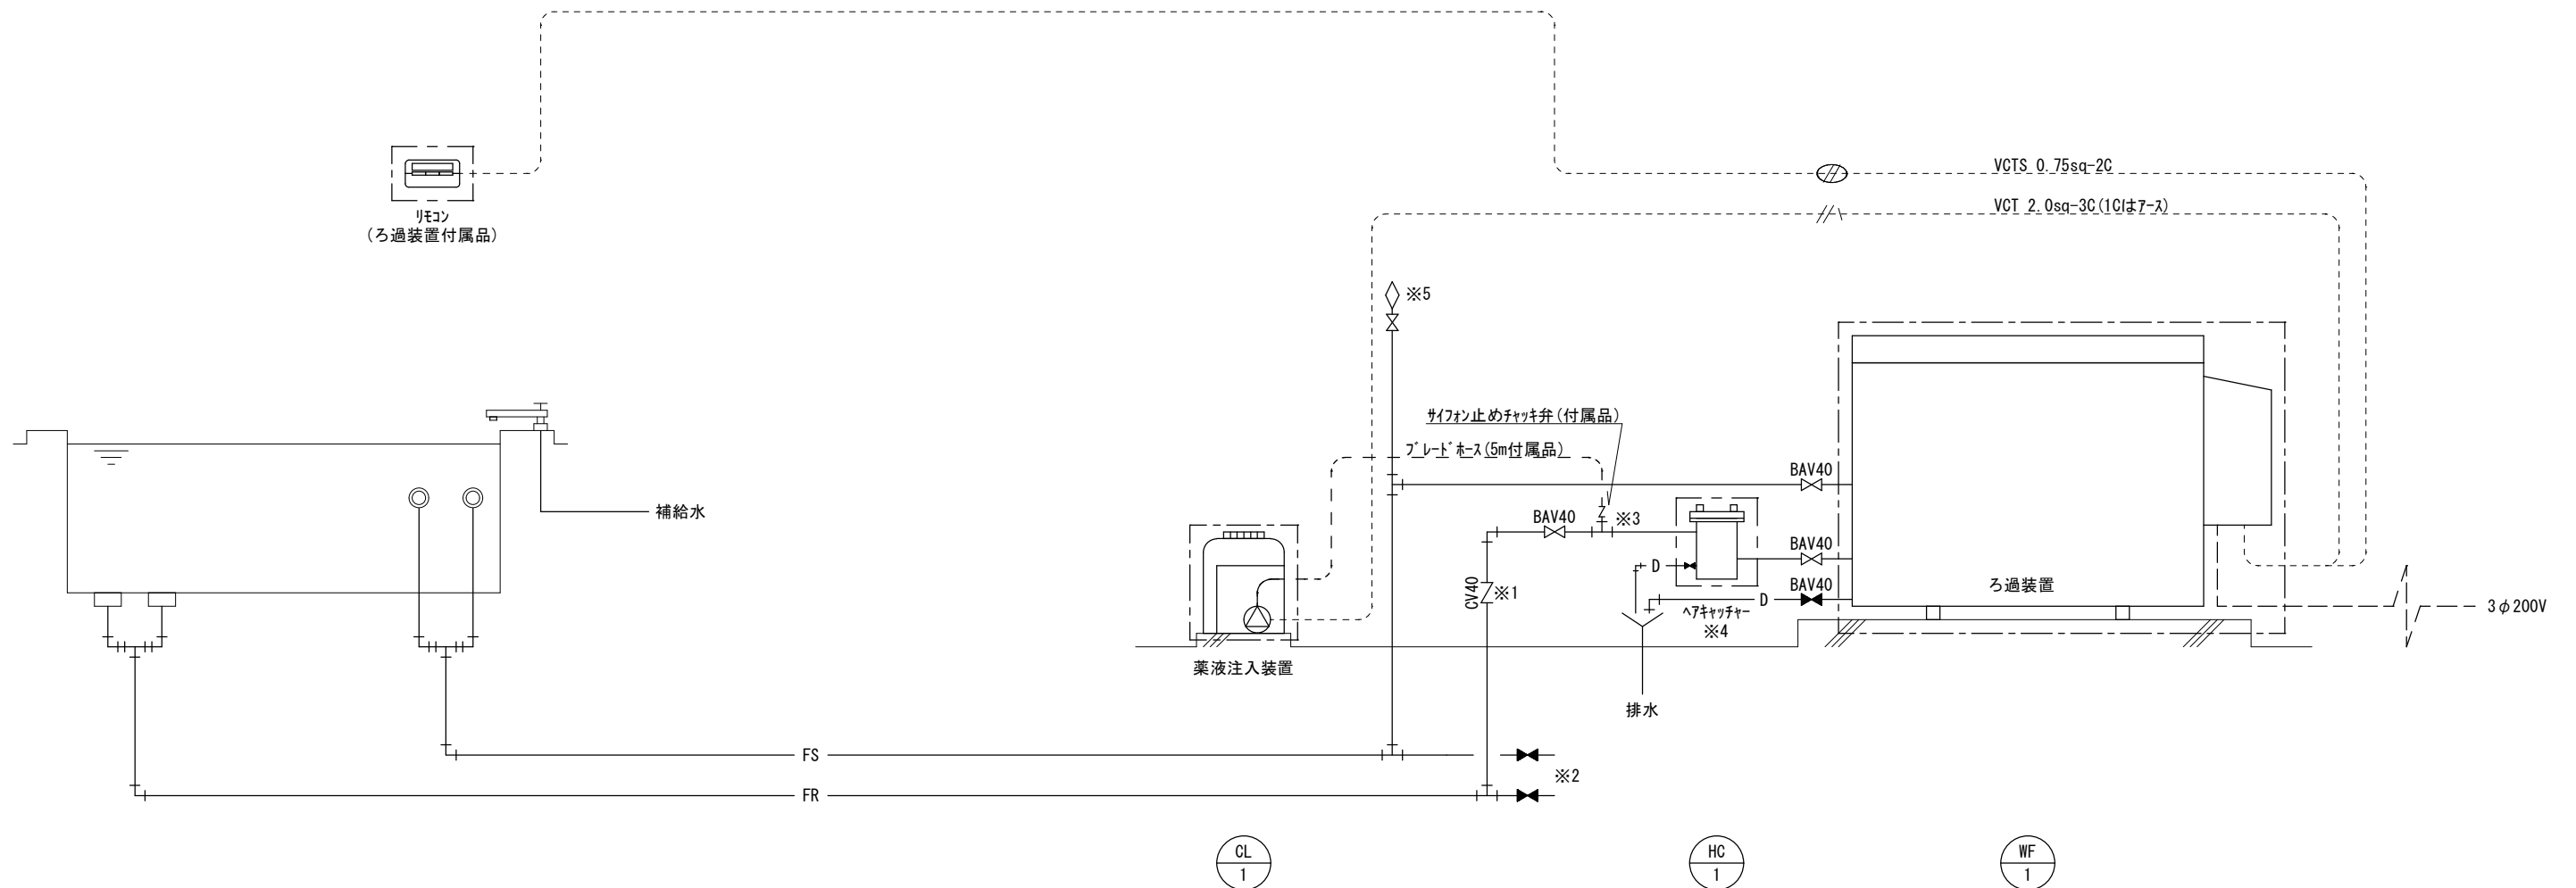 VCTS 0.75sq-2C
VCT 2.0sq-3C(1Cはアース)
リモコン
(ろ過装置付属品)
※5
サイフォン止めチャッキ弁(付属品)
ブレードホース(5m付属品)
BAV40
補給水
BAV40
※3
BAV40
CV40
※1
D
BAV40
D
ヘアキャッチャー
※4
ろ過装置
3φ200V
薬液注入装置
排水
FS
※2
FR
CL
1
HC
1
WF
1